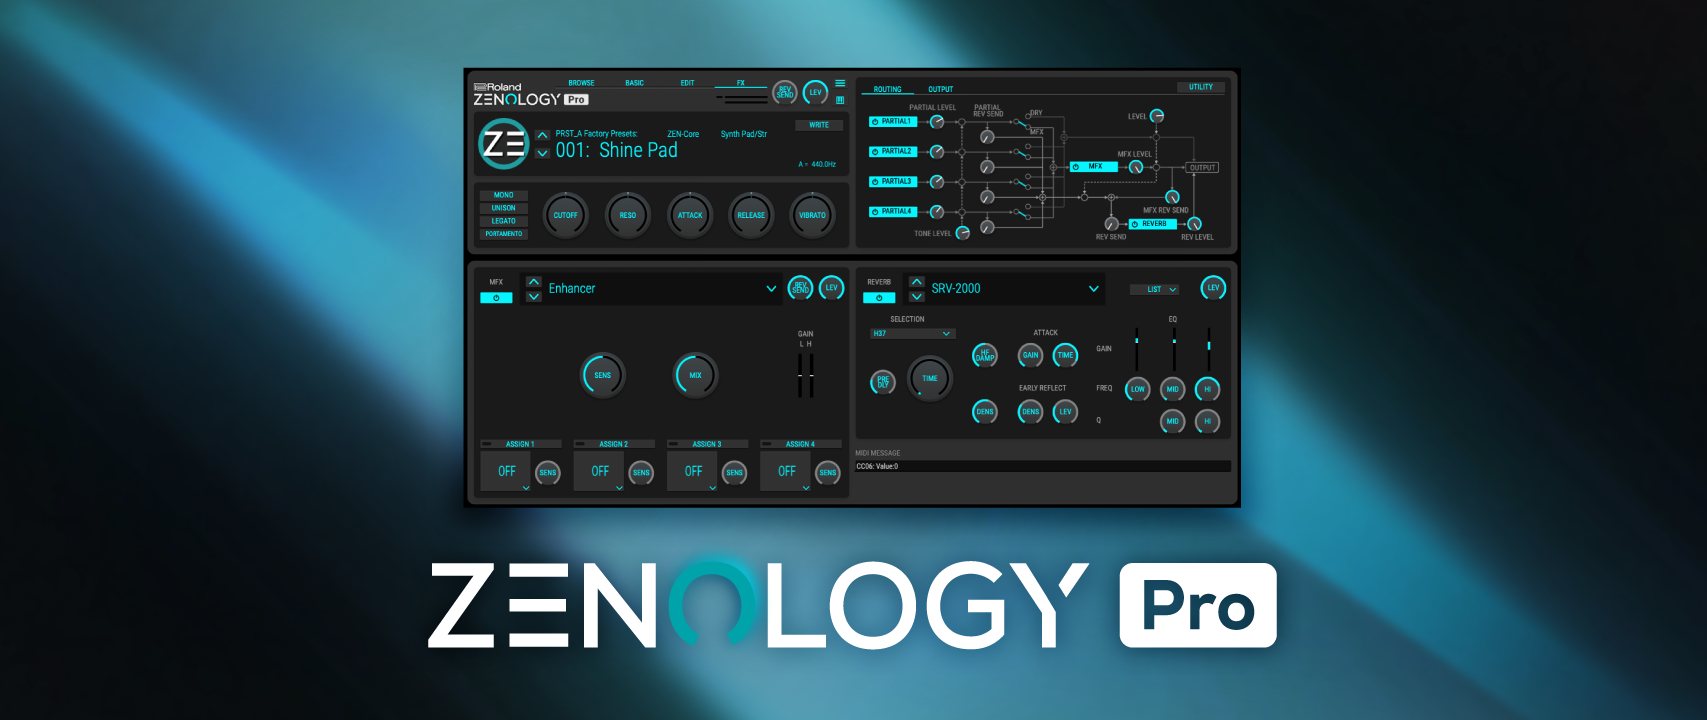 Roland
ZENOLOGY Pro
BROWSE BASIC EDIT FX
REV SEND
LEV
ZE
PRST_A Factory Presets: ZEN-Core Synth Pad/Str
WRITE
001: Shine Pad
A = 440.0Hz
MONO
UNISON
LEGATO
PORTAMENTO
CUTOFF RESO ATTACK RELEASE VIBRATO
ROUTING OUTPUT
UTILITY
PARTIAL LEVEL
PARTIAL REV SEND
DRY
MFX
LEVEL
PARTIAL1
PARTIAL2
PARTIAL3
PARTIAL4
MFX LEVEL
MFX
OUTPUT
MFX REV SEND
REVERB
TONE LEVEL
REV SEND
REV LEVEL
MFX
Enhancer
REV SEND
LEV
GAIN
L H
SENS MIX
ASSIGN 1 ASSIGN 2 ASSIGN 3 ASSIGN 4
OFF SENS OFF SENS OFF SENS OFF SENS
REVERB
SRV-2000
LIST
LEV
SELECTION
H37
PRE DLY
TIME
HF DAMP
ATTACK
GAIN TIME
EARLY REFLECT
DENS DENS LEV
EQ
GAIN
FREQ LOW MID HI
Q MID HI
MIDI MESSAGE
CC06: Value:0
ZENOLOGY Pro